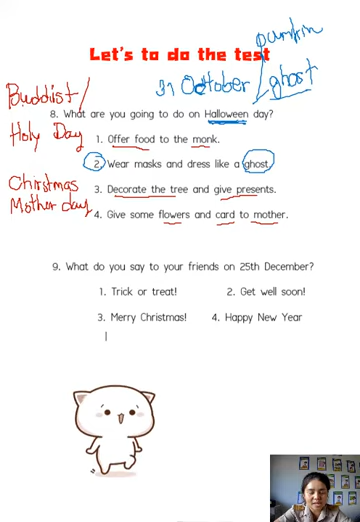 pumkin
Let's to do the test
31 October / ghost
Buddist /
8. What are you going to do on Halloween day?
Holy Day
1. Offer food to the monk.
2. Wear masks and dress like a ghost.
Chirstmas
3. Decorate the tree and give presents.
Mother day
4. Give some flowers and card to mother.
9. What do you say to your friends on 25th December?
1. Trick or treat!
2. Get well soon!
3. Merry Christmas!
4. Happy New Year